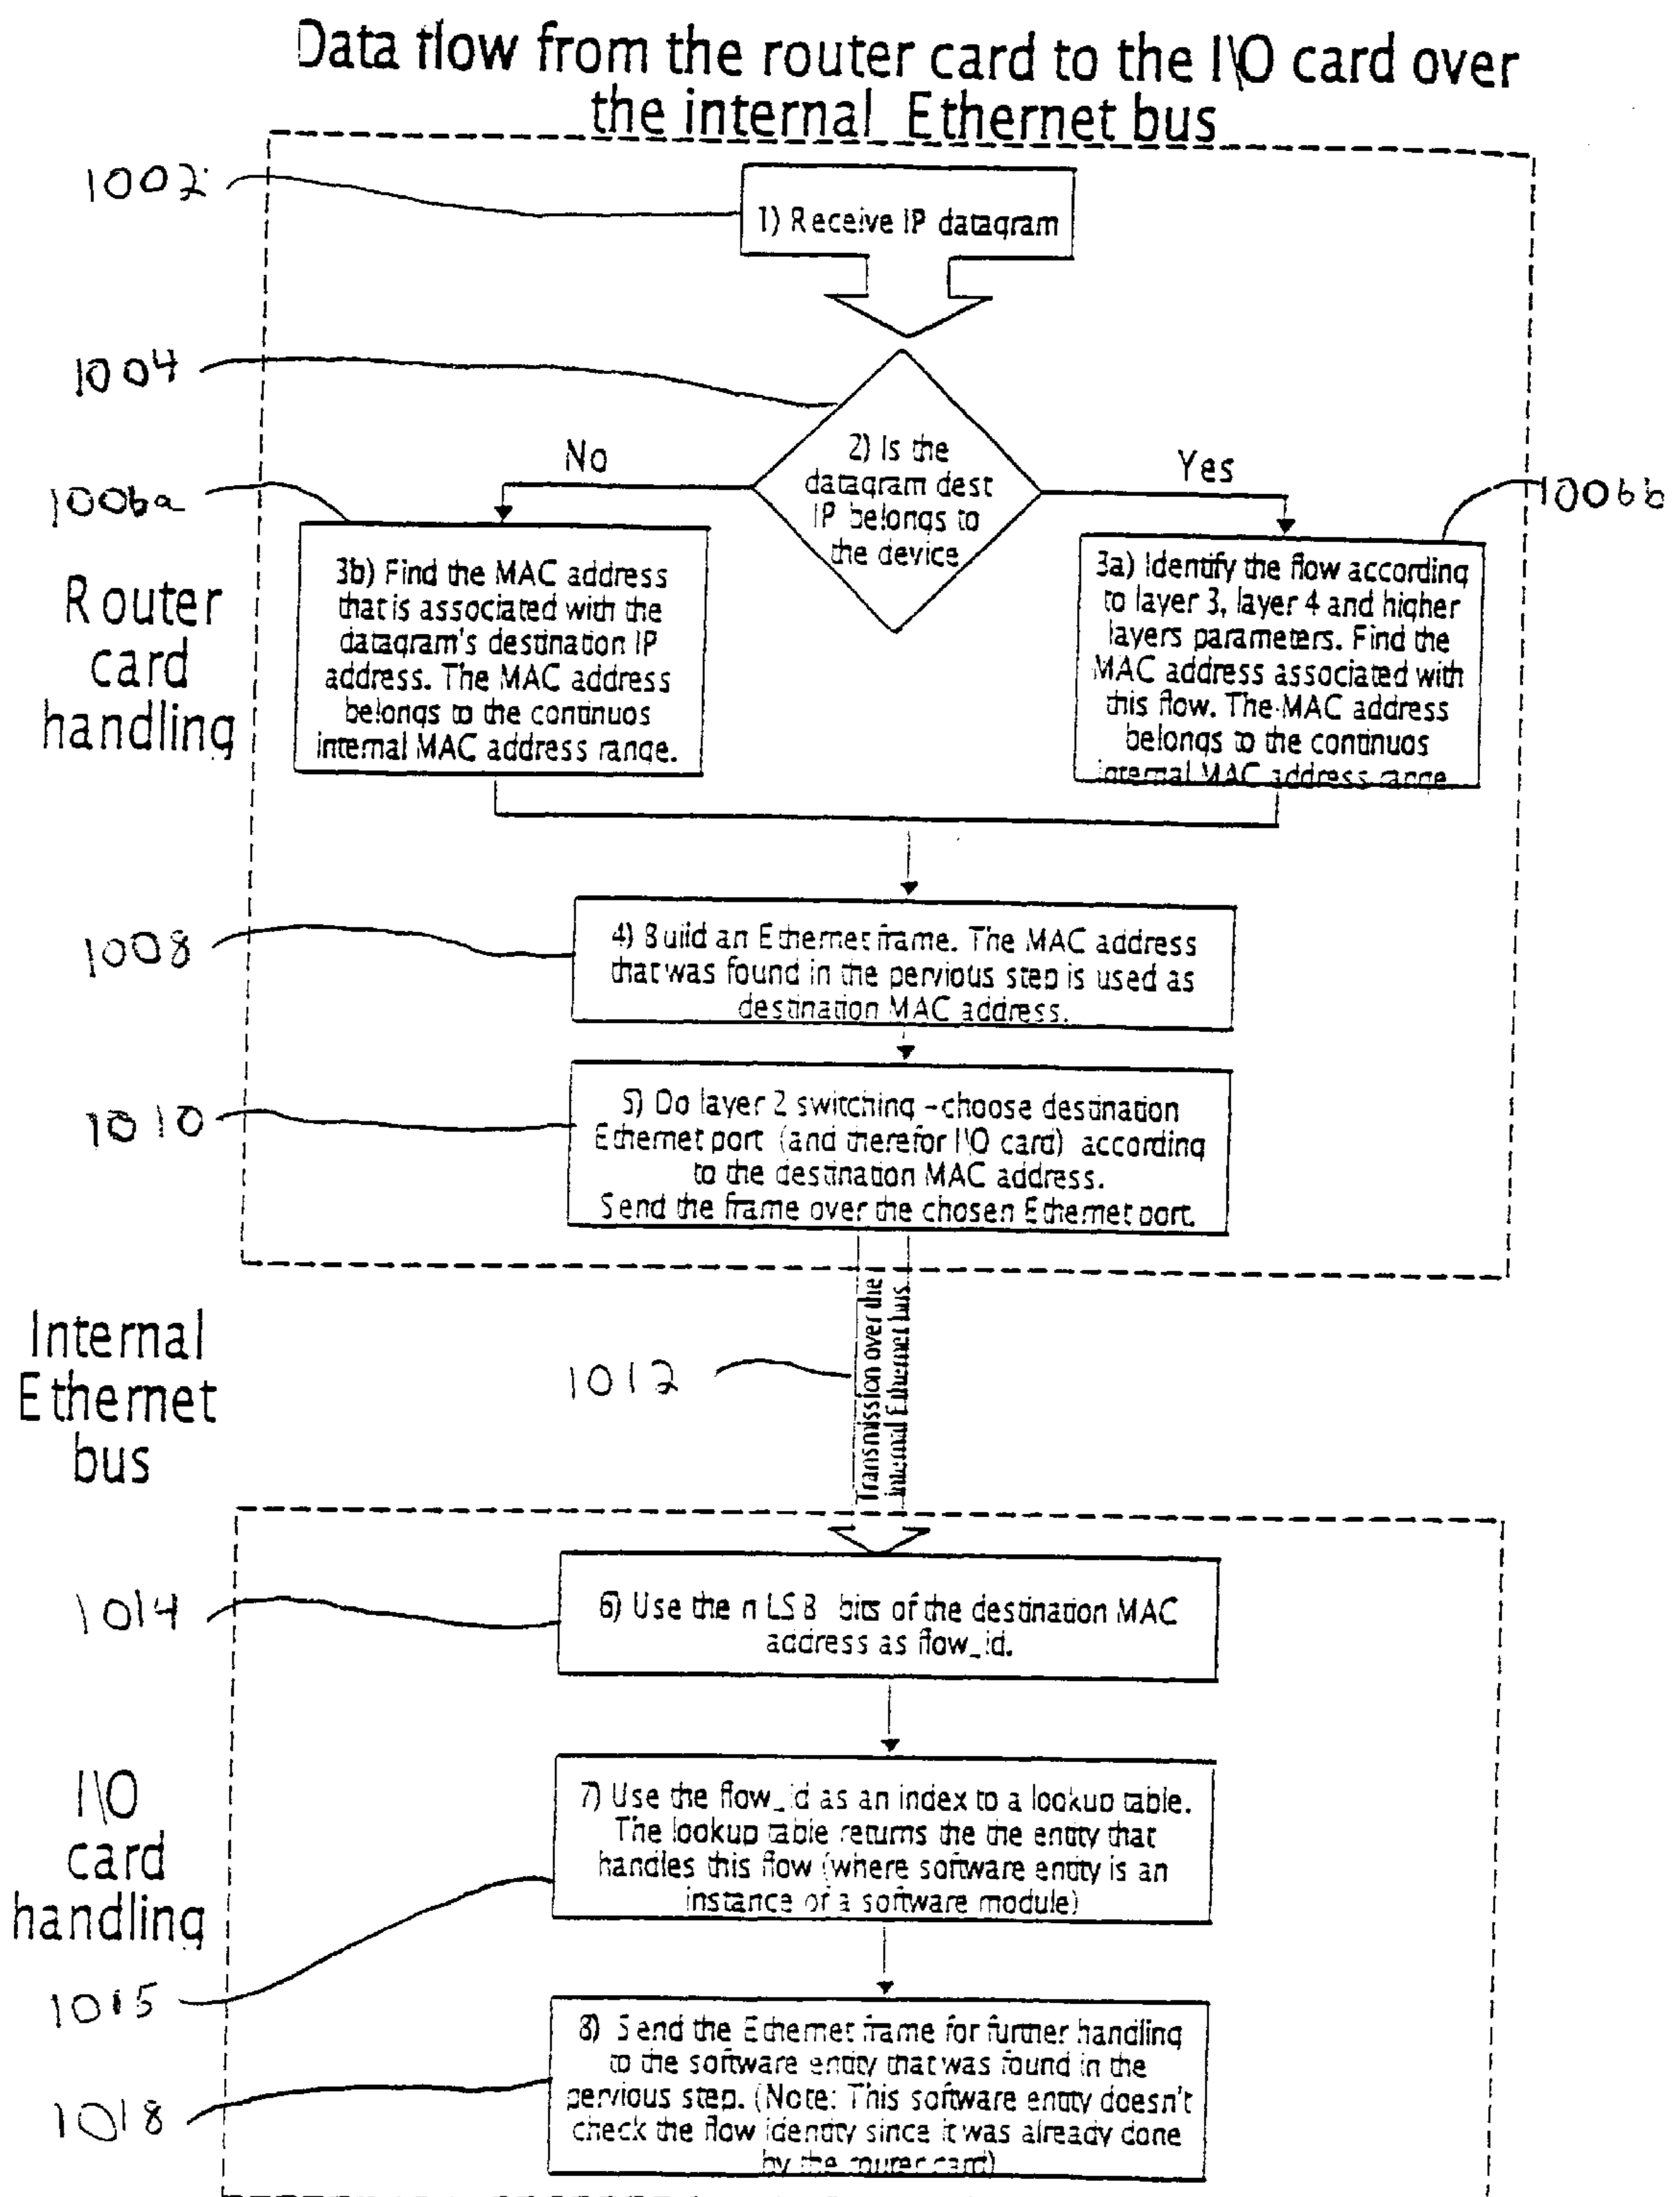 Data flow from the router card to the I\O card over
the internal Ethernet bus
1002
1) Receive IP datagram
1004
2) Is the
datagram dest
IP belongs to
the device
No
Yes
1006a
1006b
Router
card
handling
3b) Find the MAC address
that is associated with the
datagram's destination IP
address. The MAC address
belongs to the continuos
internal MAC address range.
3a) Identify the flow according
to layer 3, layer 4 and higher
layers parameters. Find the
MAC address associated with
this flow. The MAC address
belongs to the continuos
internal MAC address range
1008
4) Build an Ethernet frame. The MAC address
that was found in the pervious step is used as
destination MAC address.
1010
5) Do layer 2 switching - choose destination
Ethernet port (and therefor I\O card) according
to the destination MAC address.
Send the frame over the chosen Ethernet port.
Internal
Ethernet
bus
1012
Transmission over the
internal Ethernet bus
1014
6) Use the n LSB bits of the destination MAC
address as flow_id.
I\O
card
handling
7) Use the flow_id as an index to a lookup table.
The lookup table returns the the entity that
handles this flow (where software entity is an
instance of a software module)
1015
8) Send the Ethernet frame for further handling
to the software entity that was found in the
pervious step. (Note: This software entity doesn't
check the flow identity since it was already done
by the router card)
1018